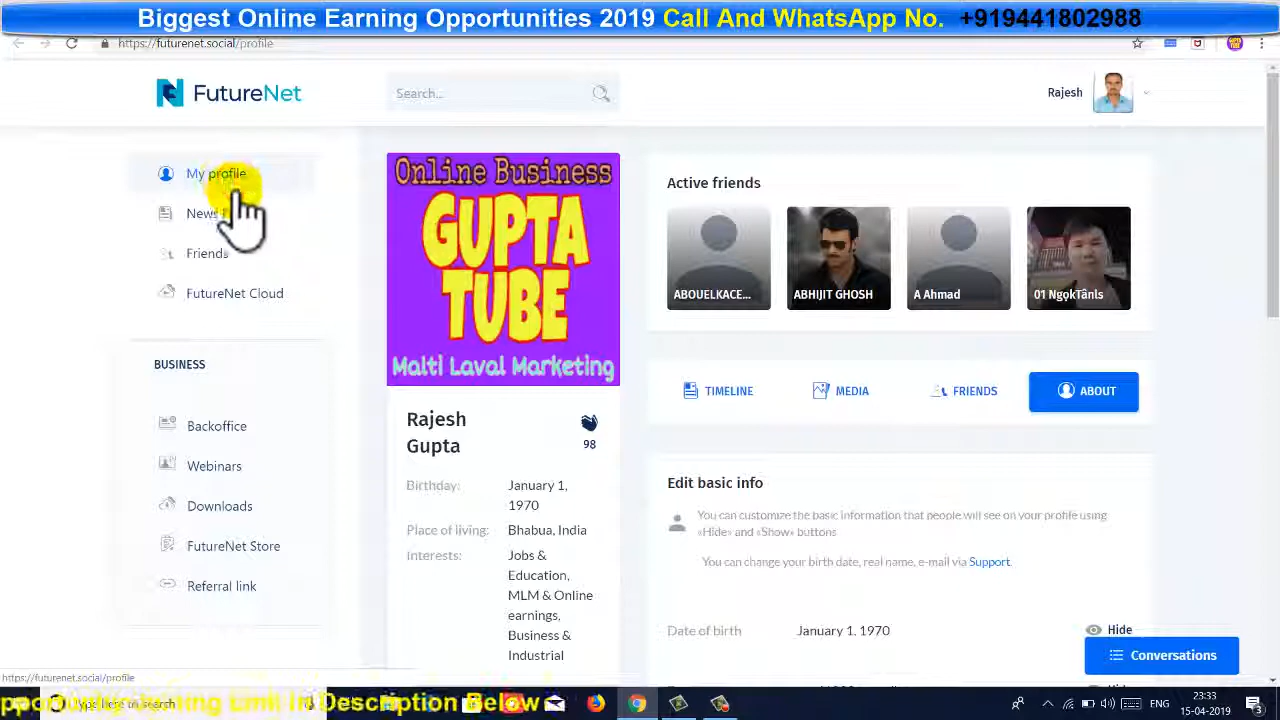 Biggest Online Earning Opportunities 2019 Call And WhatsApp No. +919441802988
https://futurenet.social/profile
FutureNet
Search...
Rajesh
My profile
News
Friends
FutureNet Cloud
BUSINESS
Backoffice
Webinars
Downloads
FutureNet Store
Referral link
Online Business
GUPTA
TUBE
Malti Laval Marketing
Rajesh
Gupta
98
Birthday: January 1,
1970
Place of living: Bhabua, India
Interests: Jobs &
Education,
MLM & Online
earnings,
Business &
Industrial
Active friends
ABOUELKACE...
ABHIJIT GHOSH
A Ahmad
01 NgọkTânls
TIMELINE
MEDIA
FRIENDS
ABOUT
Edit basic info
You can customize the basic information that people will see on your profile using
«Hide» and «Show» buttons
You can change your birth date, real name, e-mail via Support.
Date of birth January 1, 1970 Hide
Conversations
https://futurenet.social/profile
In Description Below
ENG
23:33
15-04-2019
3